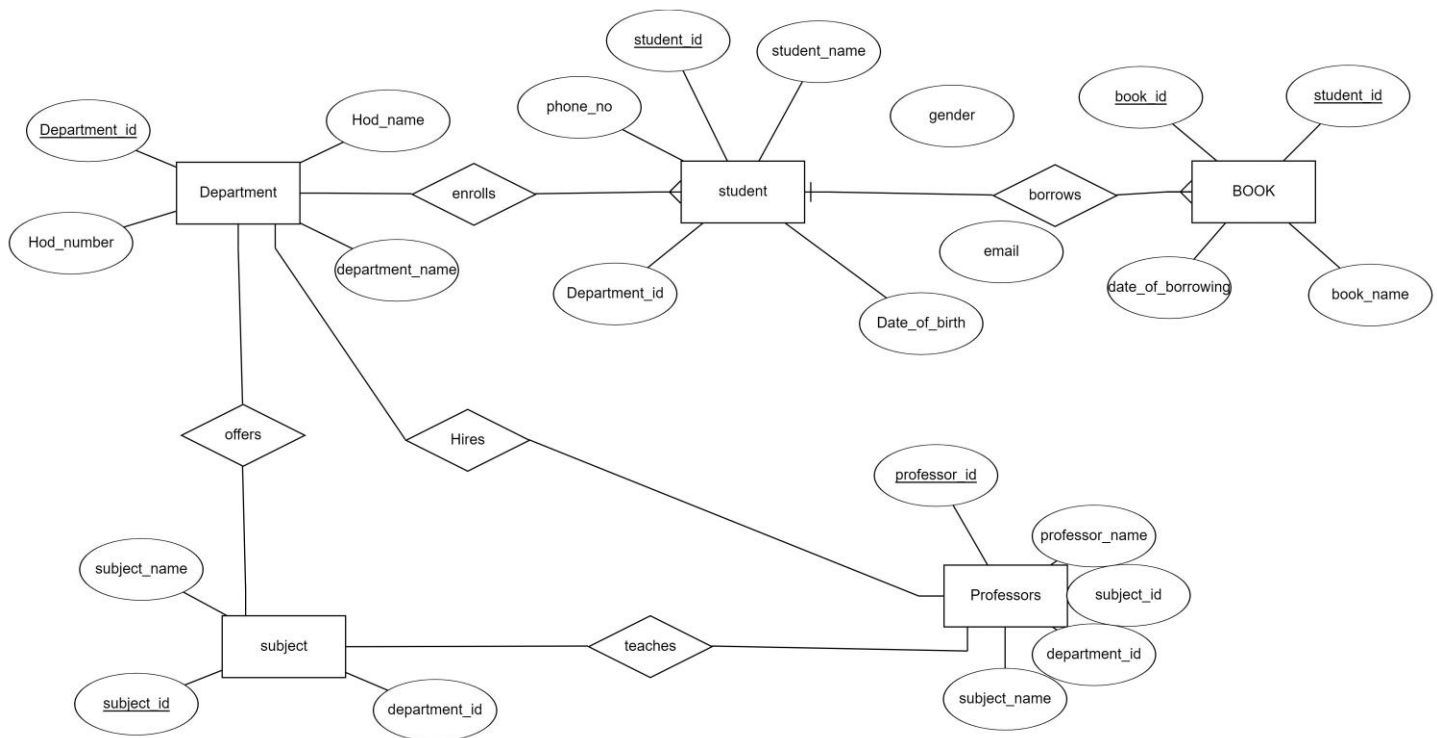 student_id
student_name
phone_no
gender
book_id
student_id
Department_id
Hod_name
Department
enrolls
student
borrows
BOOK
Hod_number
department_name
Department_id
email
Date_of_birth
date_of_borrowing
book_name
offers
Hires
professor_id
professor_name
subject_name
Professors
subject_id
subject
teaches
department_id
subject_id
department_id
subject_name